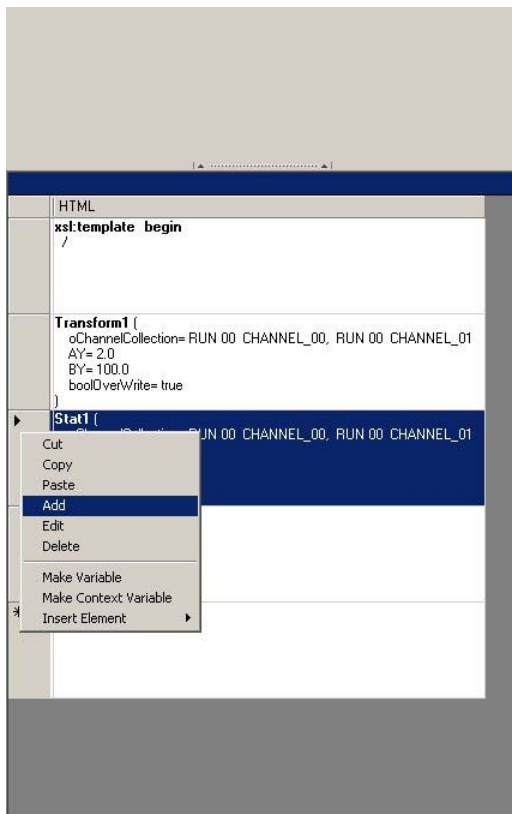 HTML
xsl:template begin
/
Transform1 (
oChannelCollection= RUN 00 CHANNEL_00, RUN 00 CHANNEL_01
AY= 2.0
BY= 100.0
boolOverWrite= true
)
Stat1 (
RUN 00 CHANNEL_00, RUN 00 CHANNEL_01
Cut
Copy
Paste
Add
Edit
Delete
Make Variable
Make Context Variable
Insert Element